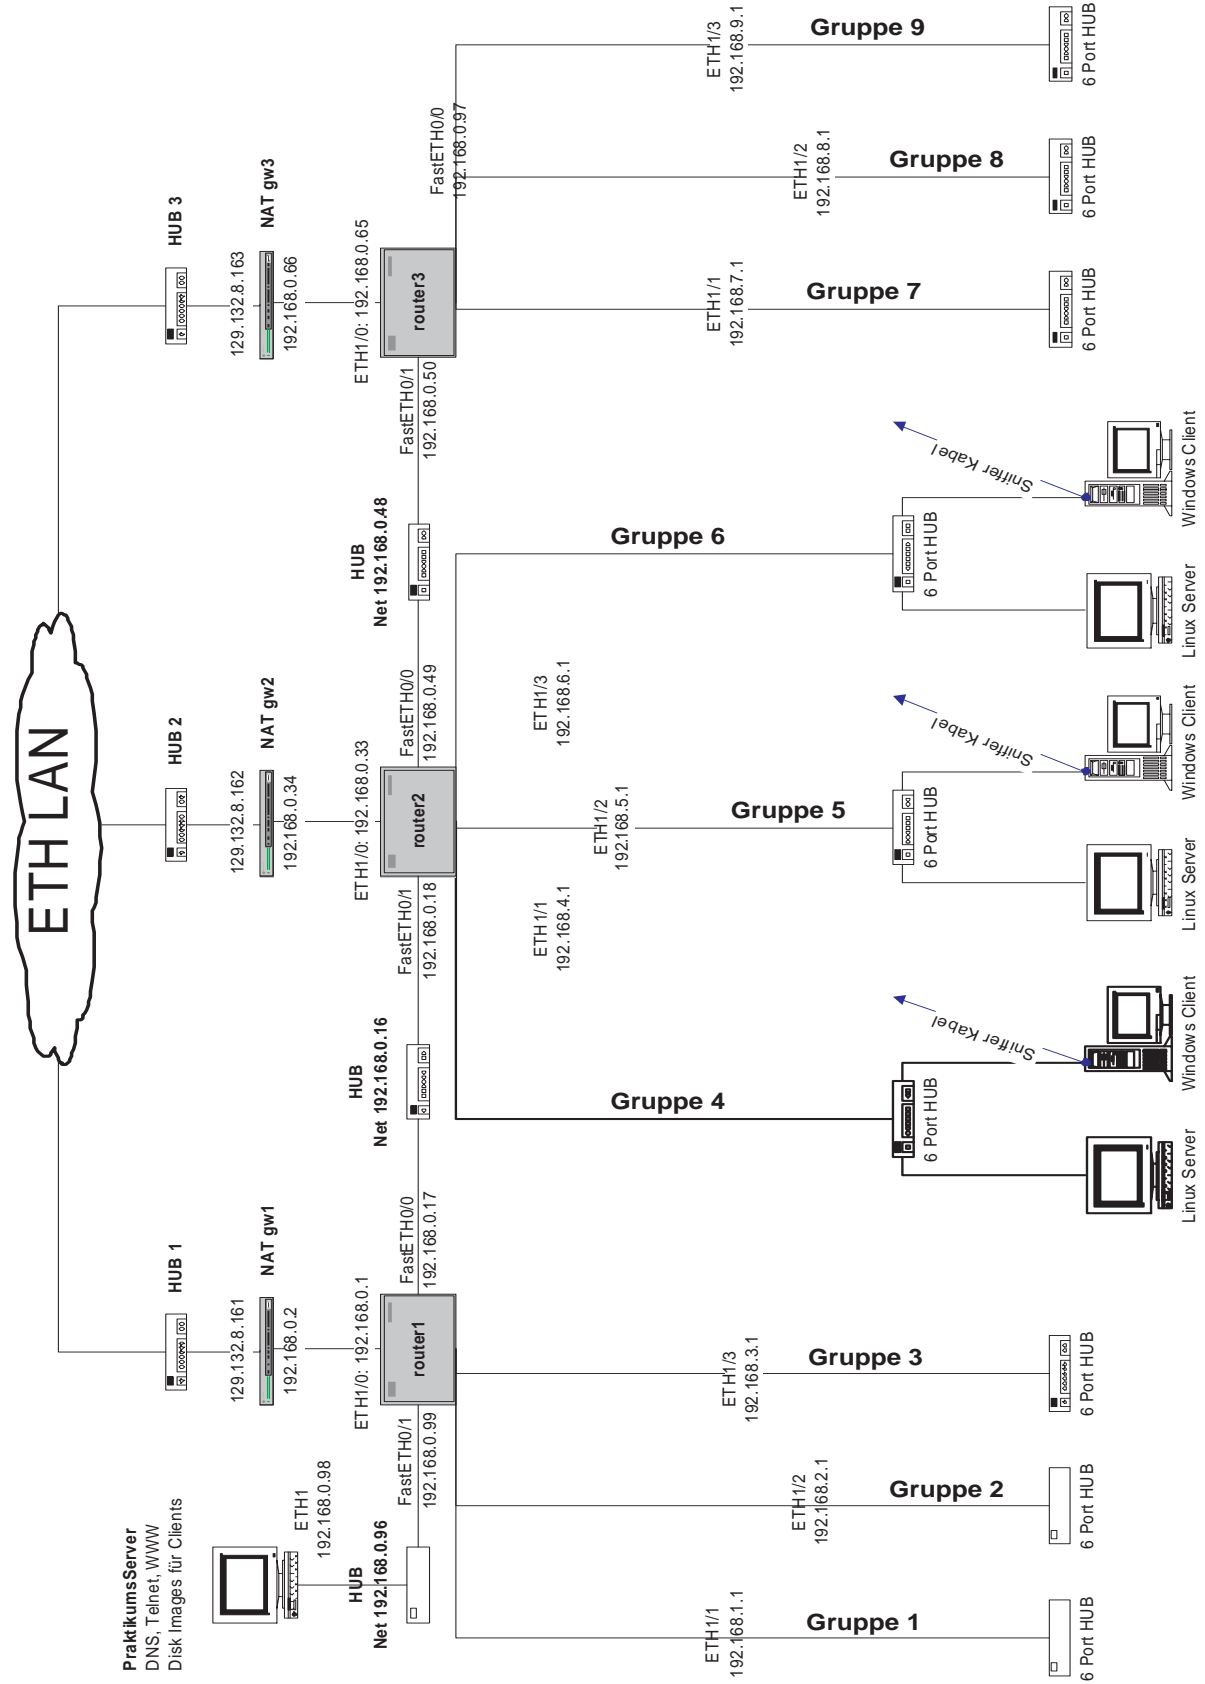 ETH LAN
HUB 1
HUB 2
HUB 3
129.132.8.161
NAT gw1
192.168.0.2
129.132.8.162
NAT gw2
192.168.0.34
129.132.8.163
NAT gw3
192.168.0.66
PraktikumsServer
DNS, Telnet, WWW
Disk Images für Clients
ETH1
192.168.0.98
HUB
Net 192.168.0.96
ETH1/0: 192.168.0.1
router1
FastETH0/1
192.168.0.99
FastETH0/0
192.168.0.17
HUB
Net 192.168.0.16
ETH1/0: 192.168.0.33
router2
FastETH0/1
192.168.0.18
FastETH0/0
192.168.0.49
HUB
Net 192.168.0.48
ETH1/0: 192.168.0.65
router3
FastETH0/1
192.168.0.50
FastETH0/0
192.168.0.97
ETH1/1
192.168.1.1
Gruppe 1
6 Port HUB
ETH1/2
192.168.2.1
Gruppe 2
6 Port HUB
ETH1/3
192.168.3.1
Gruppe 3
6 Port HUB
ETH1/1
192.168.4.1
Gruppe 4
6 Port HUB
Sniffer Kabel
Linux Server
Windows Client
ETH1/2
192.168.5.1
Gruppe 5
6 Port HUB
Sniffer Kabel
Linux Server
Windows Client
ETH1/3
192.168.6.1
Gruppe 6
6 Port HUB
Sniffer Kabel
Linux Server
Windows Client
ETH1/1
192.168.7.1
Gruppe 7
6 Port HUB
ETH1/2
192.168.8.1
Gruppe 8
6 Port HUB
ETH1/3
192.168.9.1
Gruppe 9
6 Port HUB